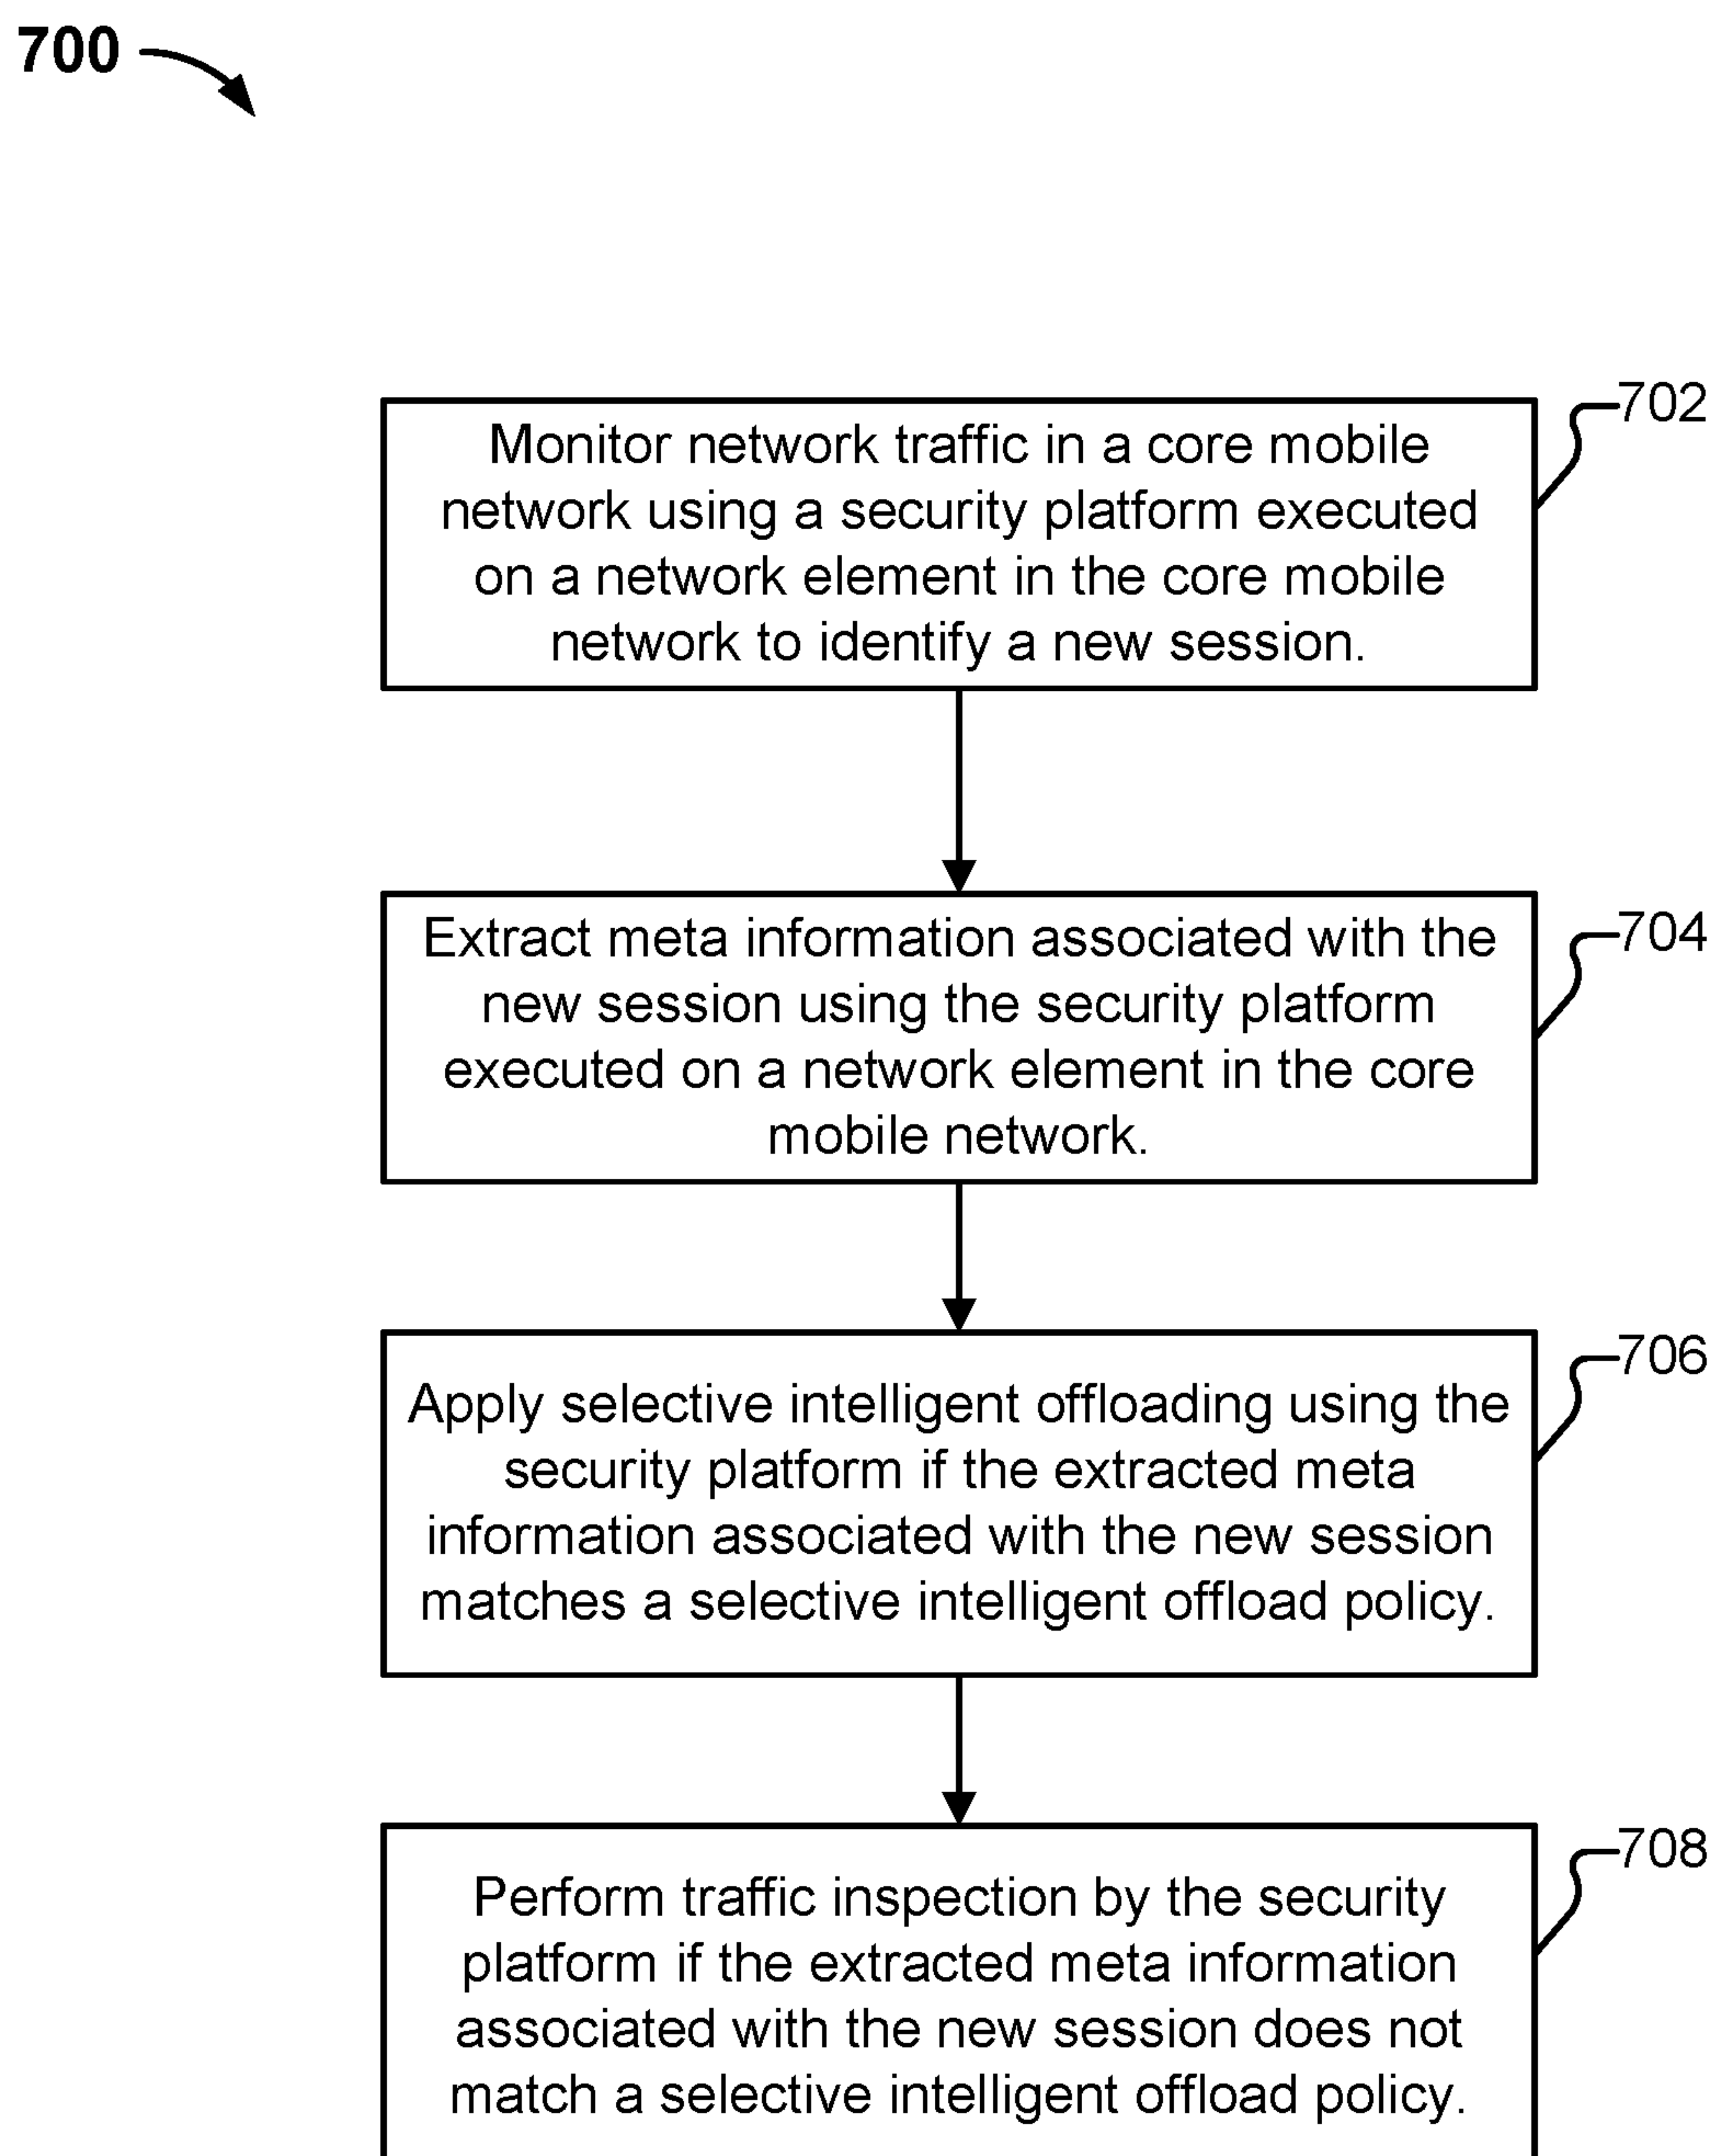 700
702
Monitor network traffic in a core mobile
network using a security platform executed
on a network element in the core mobile
network to identify a new session.
704
Extract meta information associated with the
new session using the security platform
executed on a network element in the core
mobile network.
706
Apply selective intelligent offloading using the
security platform if the extracted meta
information associated with the new session
matches a selective intelligent offload policy.
708
Perform traffic inspection by the security
platform if the extracted meta information
associated with the new session does not
match a selective intelligent offload policy.